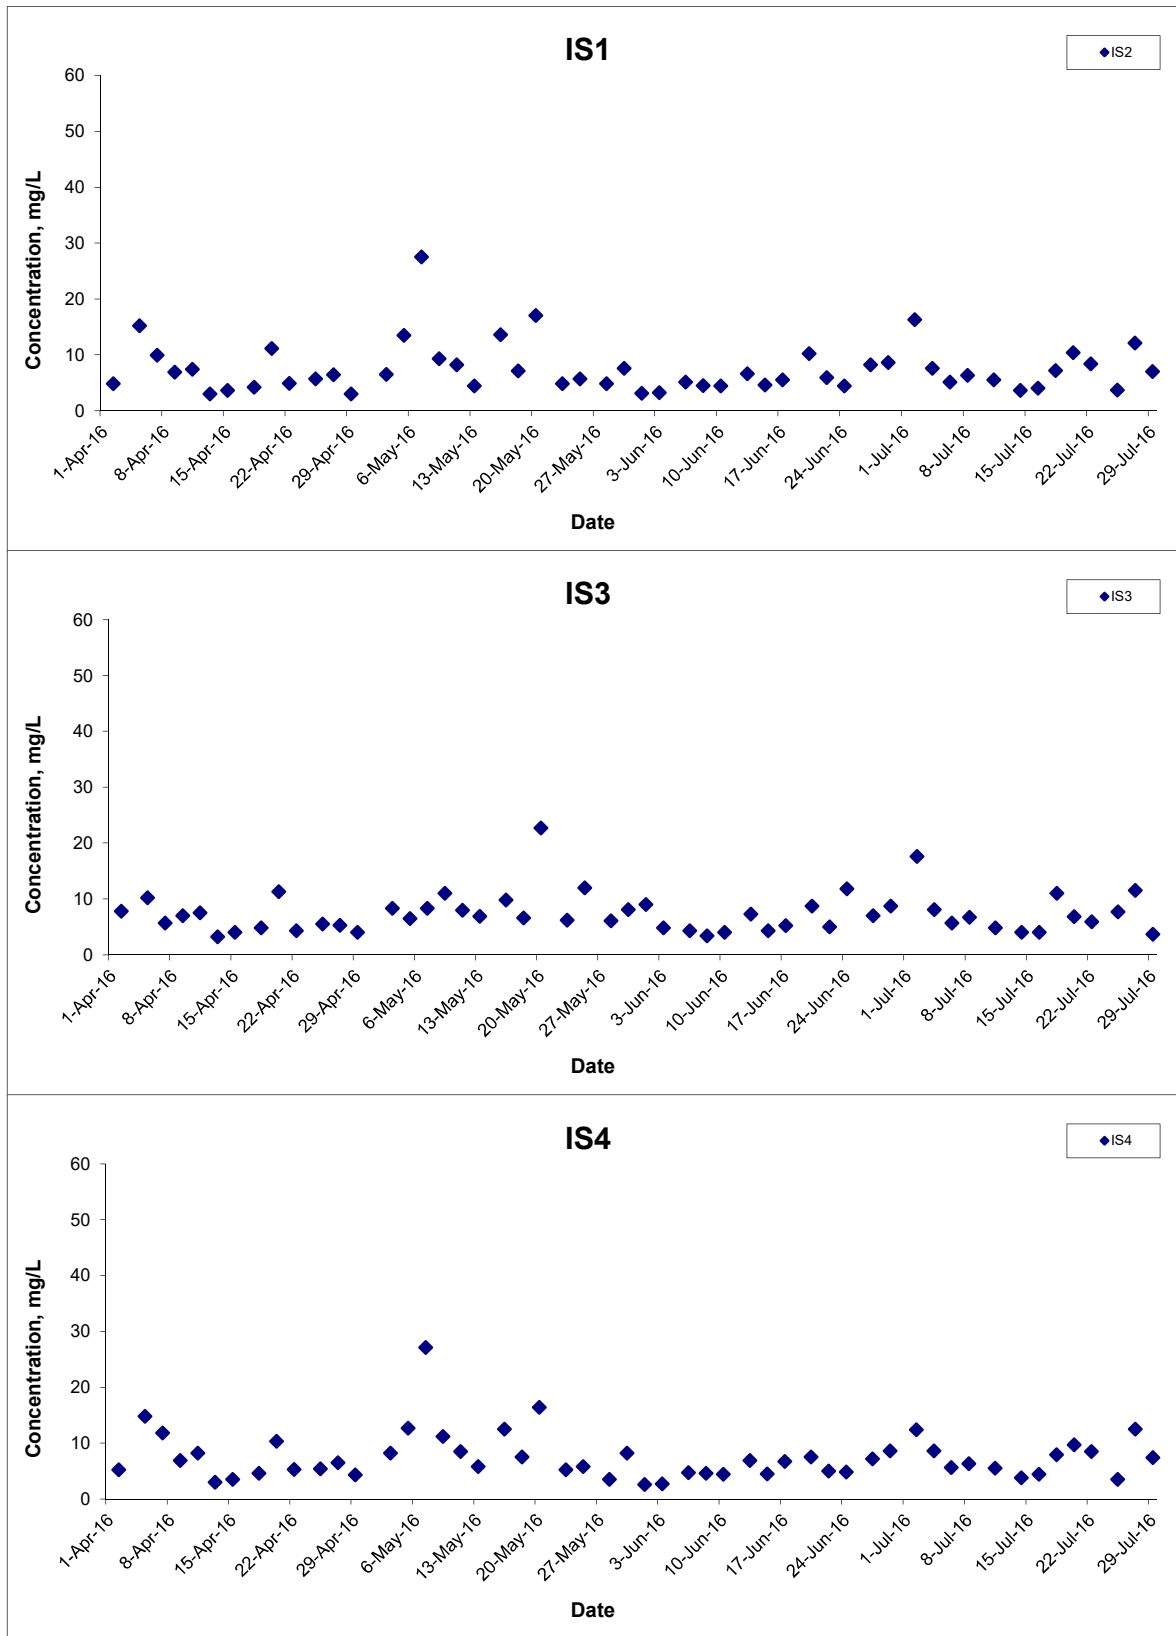 IS1
IS2
60
50
40
30
20
10
0
Concentration, mg/L
1-Apr-16 8-Apr-16 15-Apr-16 22-Apr-16 29-Apr-16 6-May-16 13-May-16 20-May-16 27-May-16 3-Jun-16 10-Jun-16 17-Jun-16 24-Jun-16 1-Jul-16 8-Jul-16 15-Jul-16 22-Jul-16 29-Jul-16
Date
IS3
IS3
60
50
40
30
20
10
0
Concentration, mg/L
1-Apr-16 8-Apr-16 15-Apr-16 22-Apr-16 29-Apr-16 6-May-16 13-May-16 20-May-16 27-May-16 3-Jun-16 10-Jun-16 17-Jun-16 24-Jun-16 1-Jul-16 8-Jul-16 15-Jul-16 22-Jul-16 29-Jul-16
Date
IS4
IS4
60
50
40
30
20
10
0
Concentration, mg/L
1-Apr-16 8-Apr-16 15-Apr-16 22-Apr-16 29-Apr-16 6-May-16 13-May-16 20-May-16 27-May-16 3-Jun-16 10-Jun-16 17-Jun-16 24-Jun-16 1-Jul-16 8-Jul-16 15-Jul-16 22-Jul-16 29-Jul-16
Date